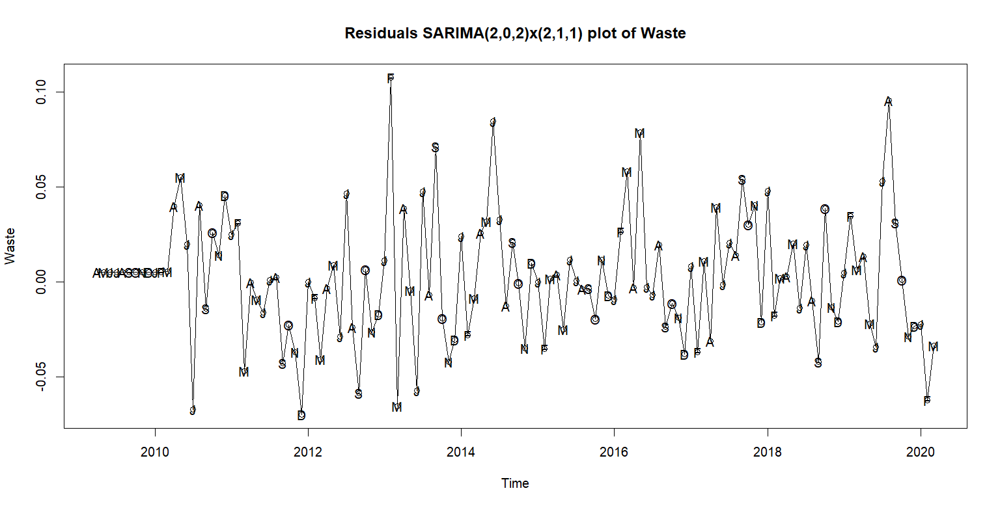 Residuals SARIMA(2,0,2)x(2,1,1) plot of Waste
Waste
0.10
0.05
0.00
-0.05
2010 2012 2014 2016 2018 2020
Time
A M J J A S O N D J F M A M J J A S O N D J F M A M J J A S O N D J F M A M J J A S O N D J F M A M J J A S O N D J F M A M J J A S O N D J F M A M J J A S O N D J F M A M J J A S O N D J F M A M J J A S O N D J F M A M J J A S O N D J F M A M J J A S O N D J F M